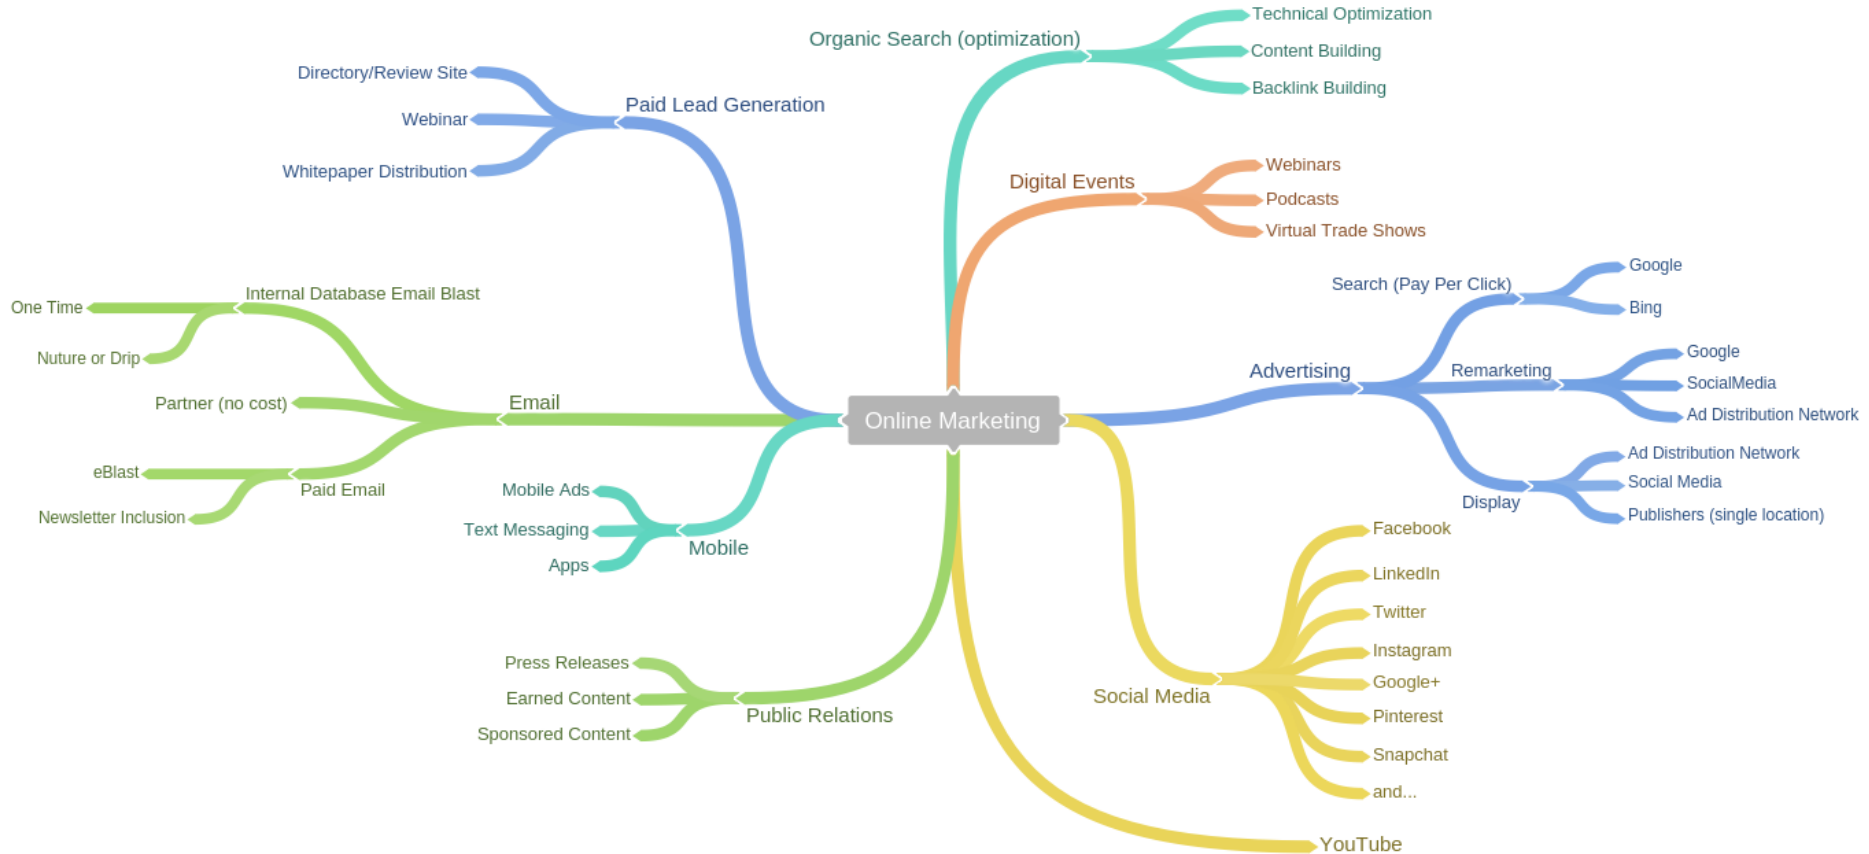 Online Marketing
Organic Search (optimization)
Technical Optimization
Content Building
Backlink Building
Digital Events
Webinars
Podcasts
Virtual Trade Shows
Advertising
Search (Pay Per Click)
Google
Bing
Remarketing
Google
SocialMedia
Ad Distribution Network
Display
Ad Distribution Network
Social Media
Publishers (single location)
Social Media
Facebook
LinkedIn
Twitter
Instagram
Google+
Pinterest
Snapchat
and...
YouTube
Paid Lead Generation
Directory/Review Site
Webinar
Whitepaper Distribution
Email
Internal Database Email Blast
One Time
Nuture or Drip
Partner (no cost)
Paid Email
eBlast
Newsletter Inclusion
Mobile
Mobile Ads
Text Messaging
Apps
Public Relations
Press Releases
Earned Content
Sponsored Content